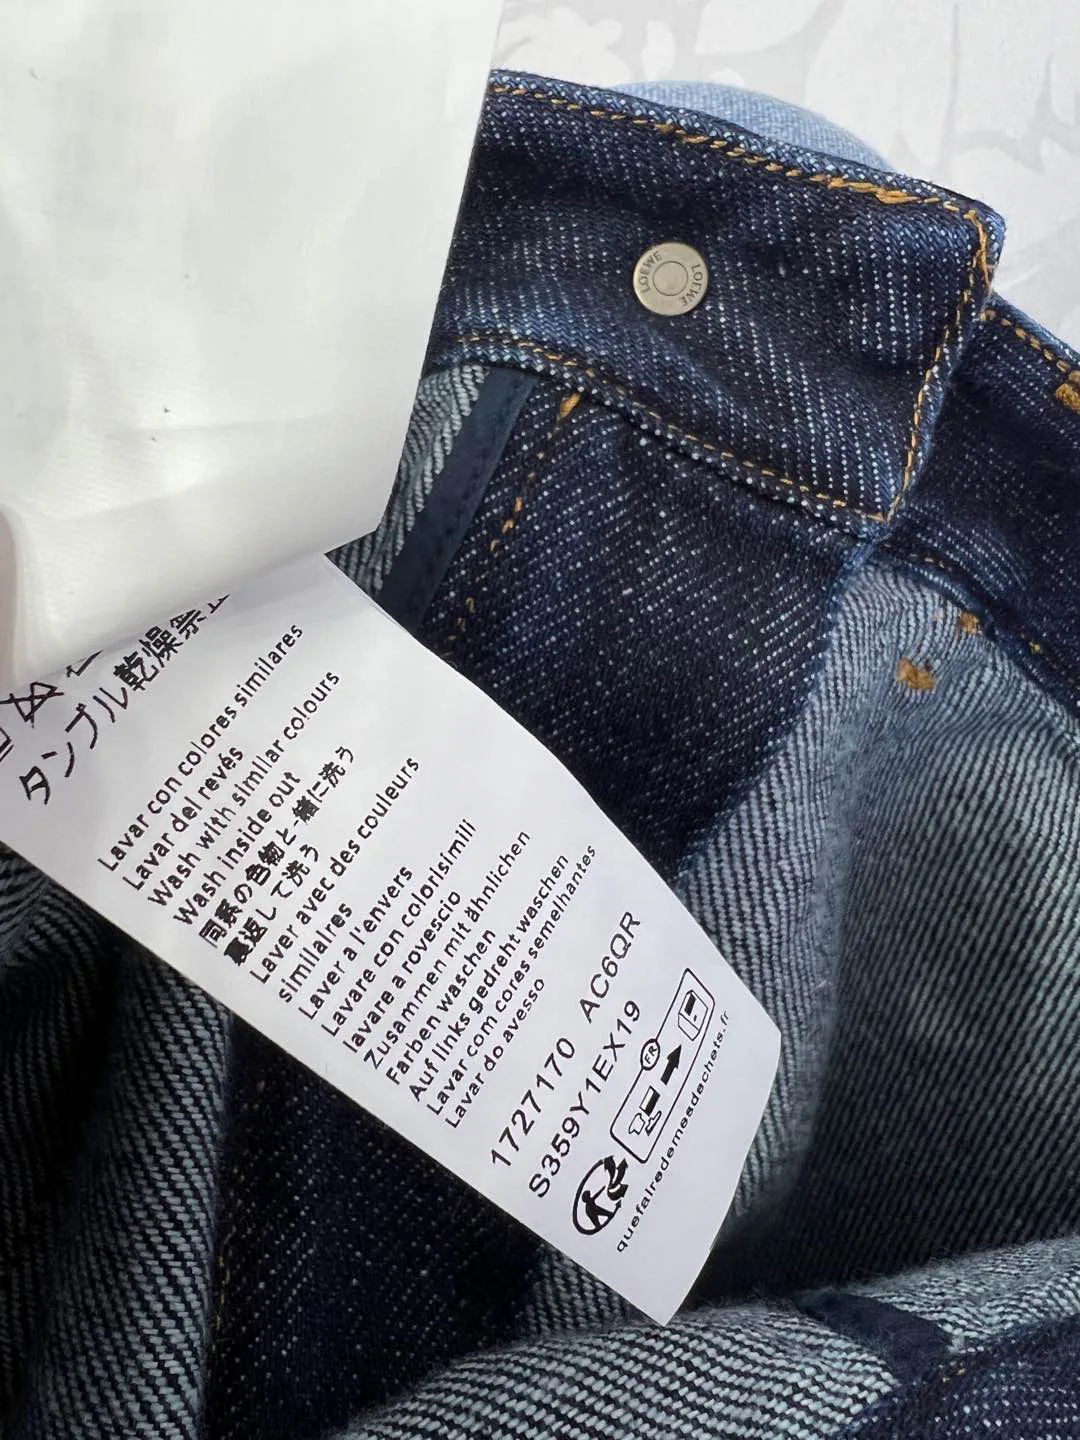 LOEWE LOEWE
タンブル乾燥禁止
Lavar con colores similares
Lavar del revés
Wash with similar colours
Wash inside out
同系の色物と一緒に洗う
裏返して洗う
Laver avec des couleurs
similaires
Laver a l'envers
Lavare con colorisimili
lavare a rovescio
Zusammen mit ähnlichen
Farben waschen
Auf links gedreht waschen
Lavar com cores semelhantes
Lavar do avesso
1727170 AC6QR
S359Y1EX19
FR
quefairedemesdechets.fr